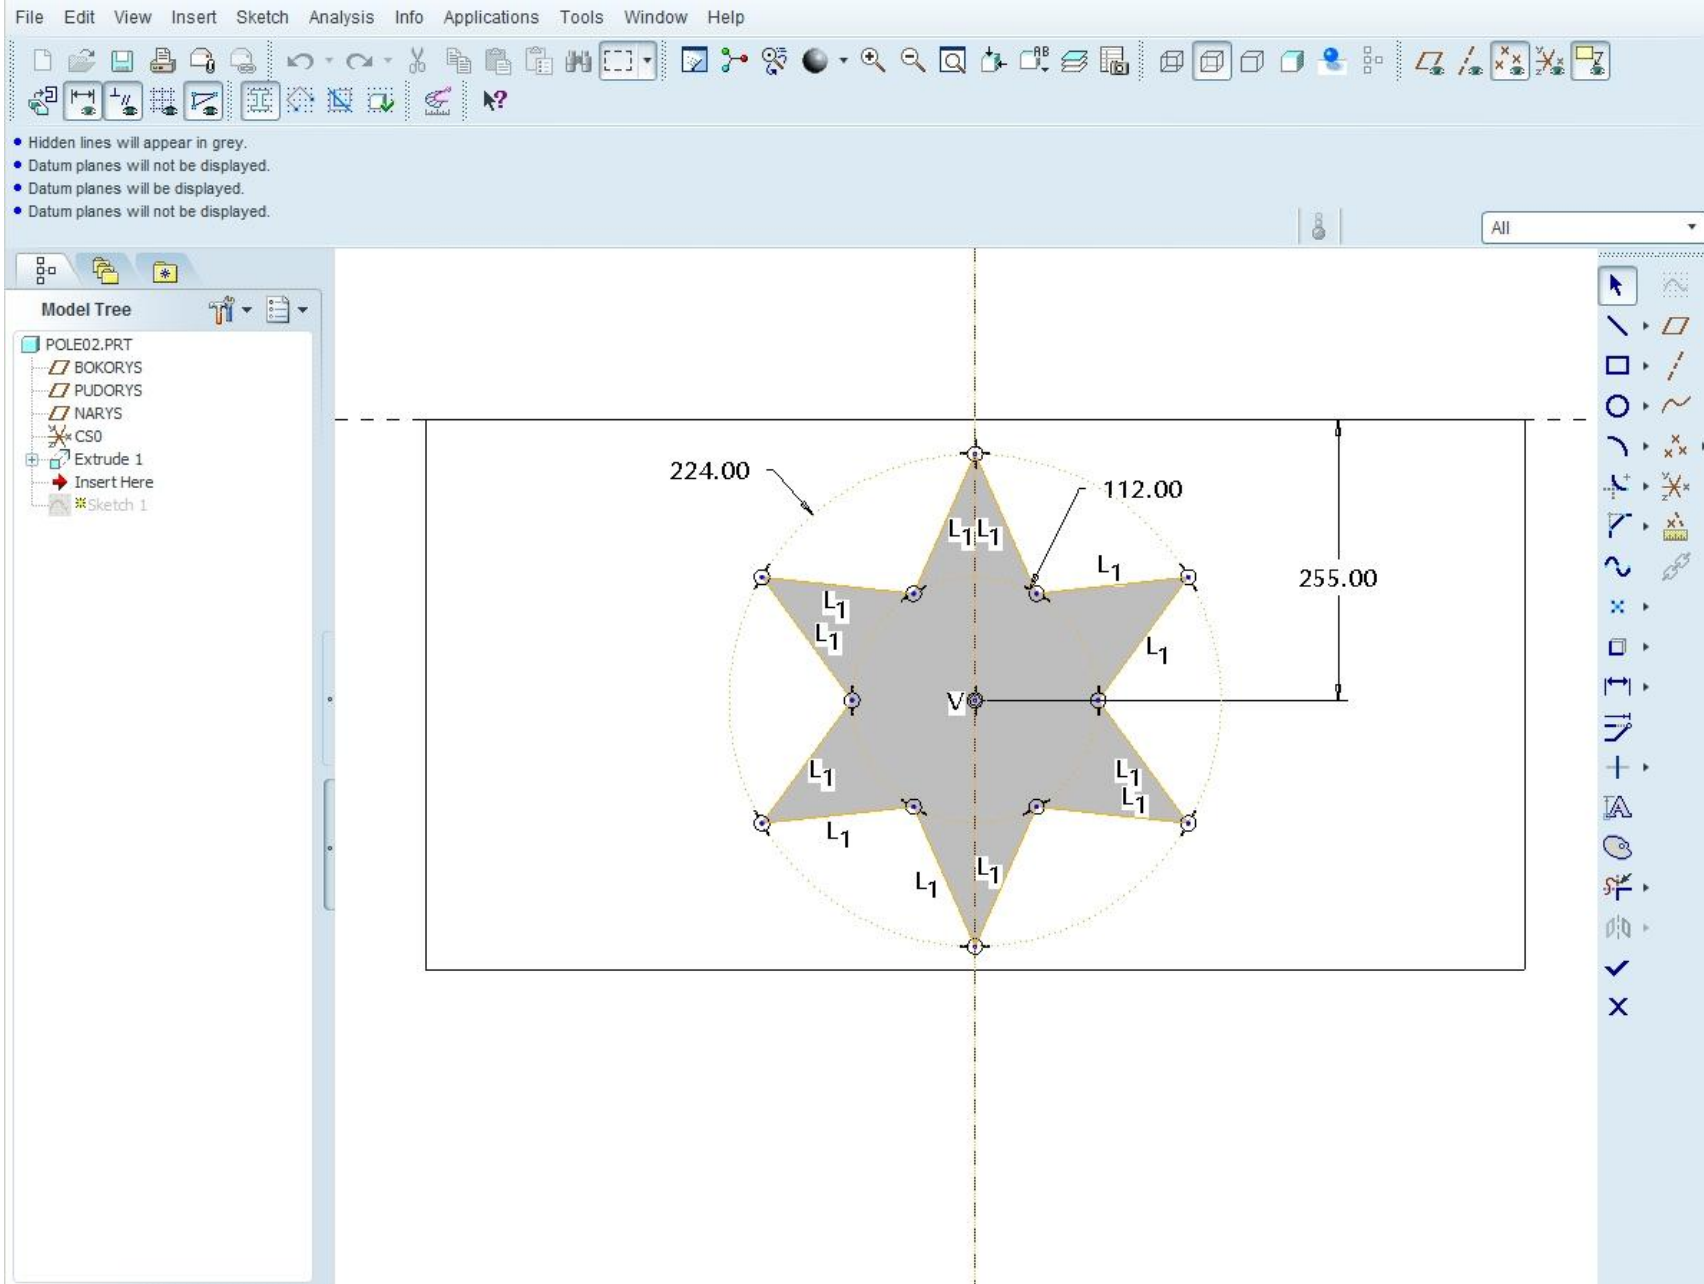 File Edit View Insert Sketch Analysis Info Applications Tools Window Help
AB
Hidden lines will appear in grey.
Datum planes will not be displayed.
Datum planes will be displayed.
Datum planes will not be displayed.
All
Model Tree
POLE02.PRT
BOKORYS
PUDORYS
NARYS
CS0
Extrude 1
Insert Here
Sketch 1
224.00
112.00
L1 L1
L1
255.00
L1
L1
L1
V
L1
L1
L1
L1
L1
L1